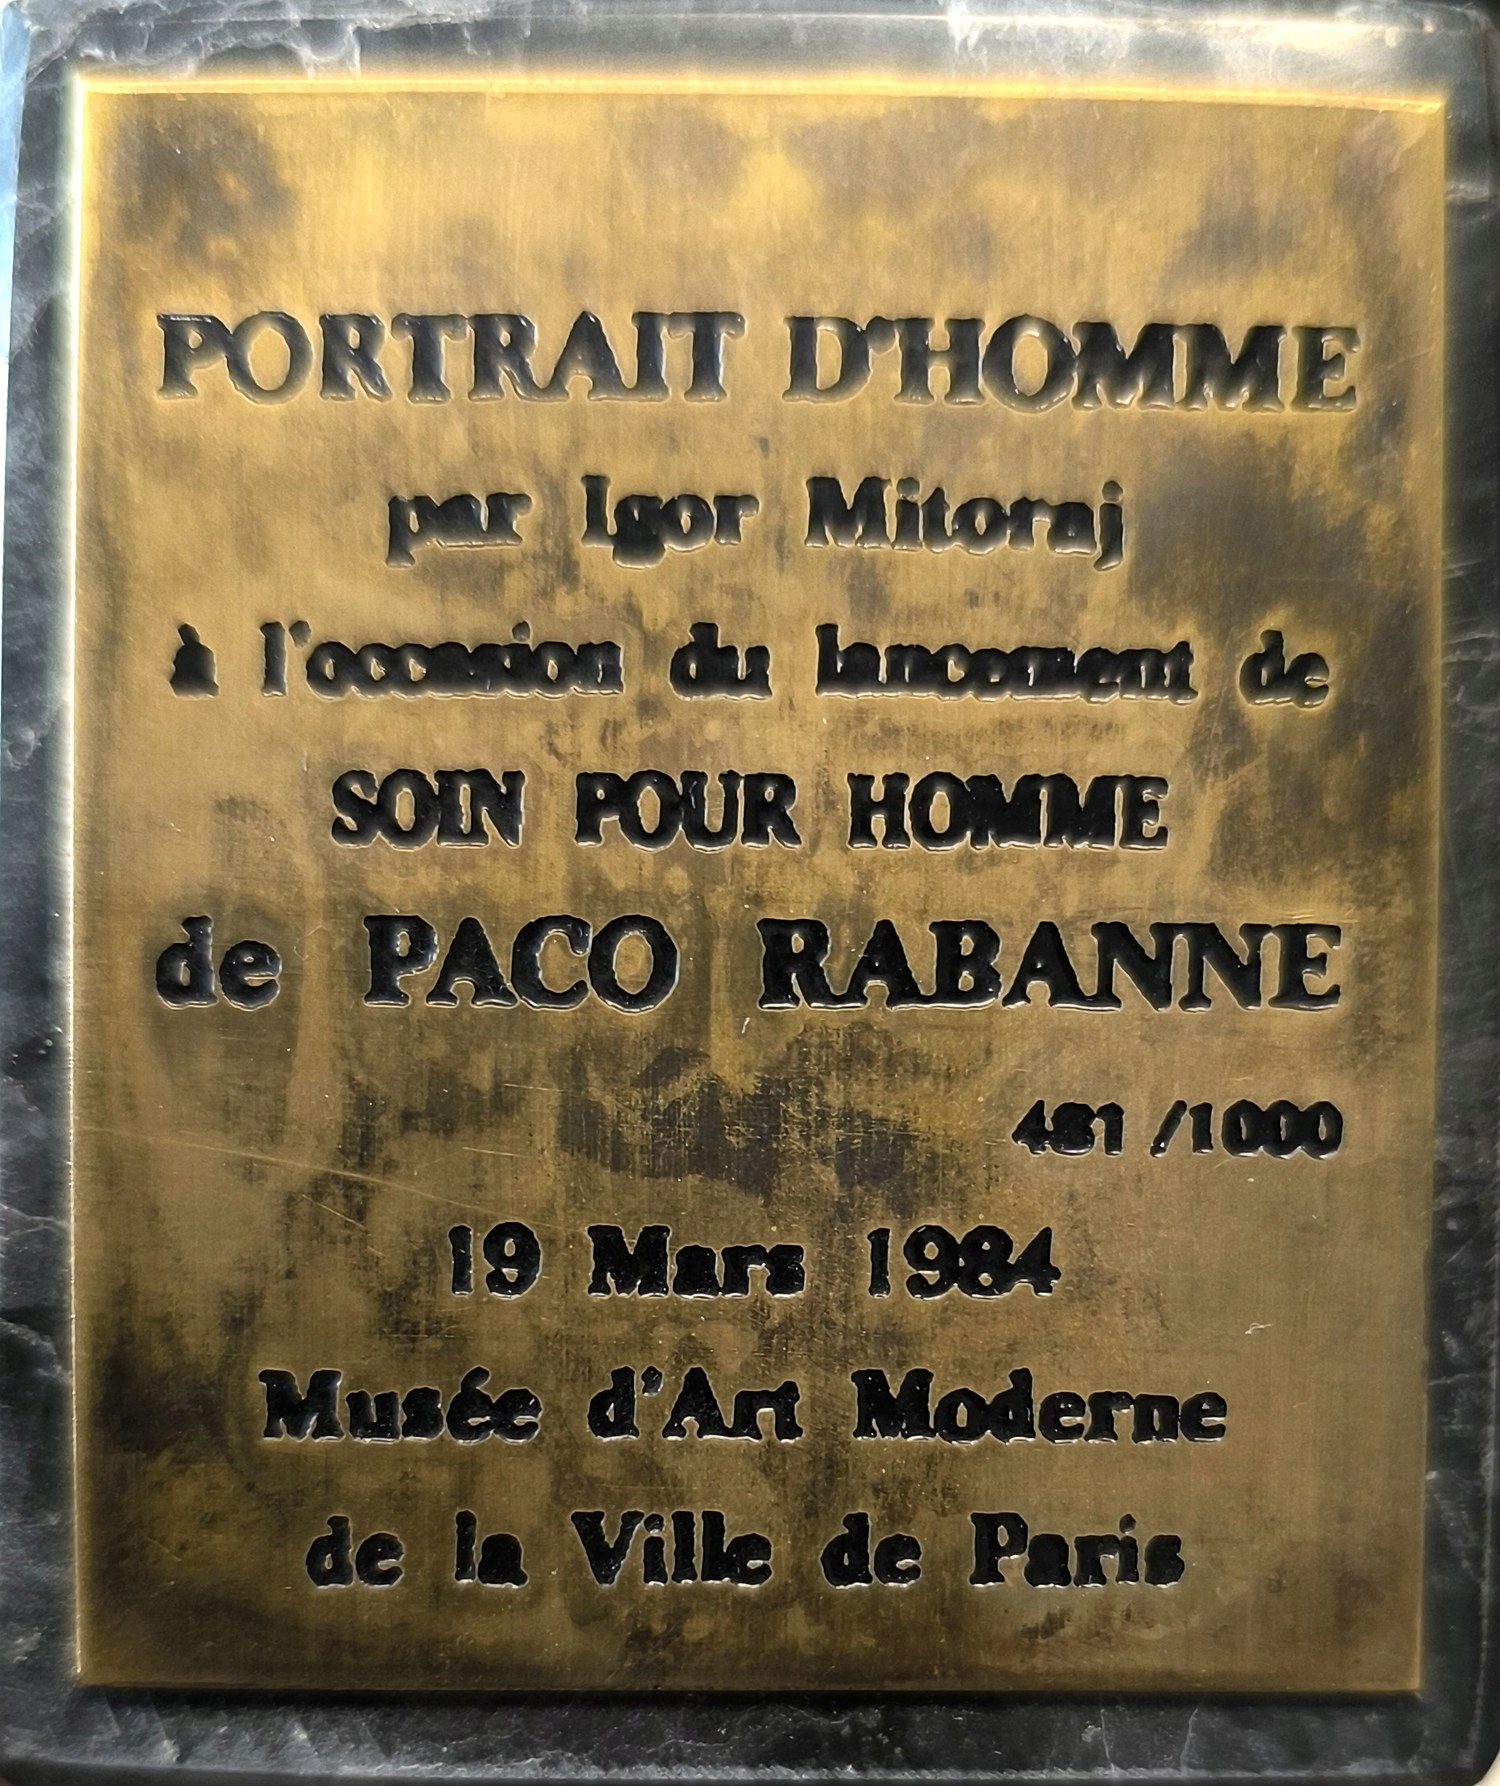 PORTRAIT D'HOMME
par Igor Mitoraj
à l'occasion du lancement de
SOIN POUR HOMME
de PACO RABANNE
481 /1000
19 Mars 1984
Musée d'Art Moderne
de la Ville de Paris